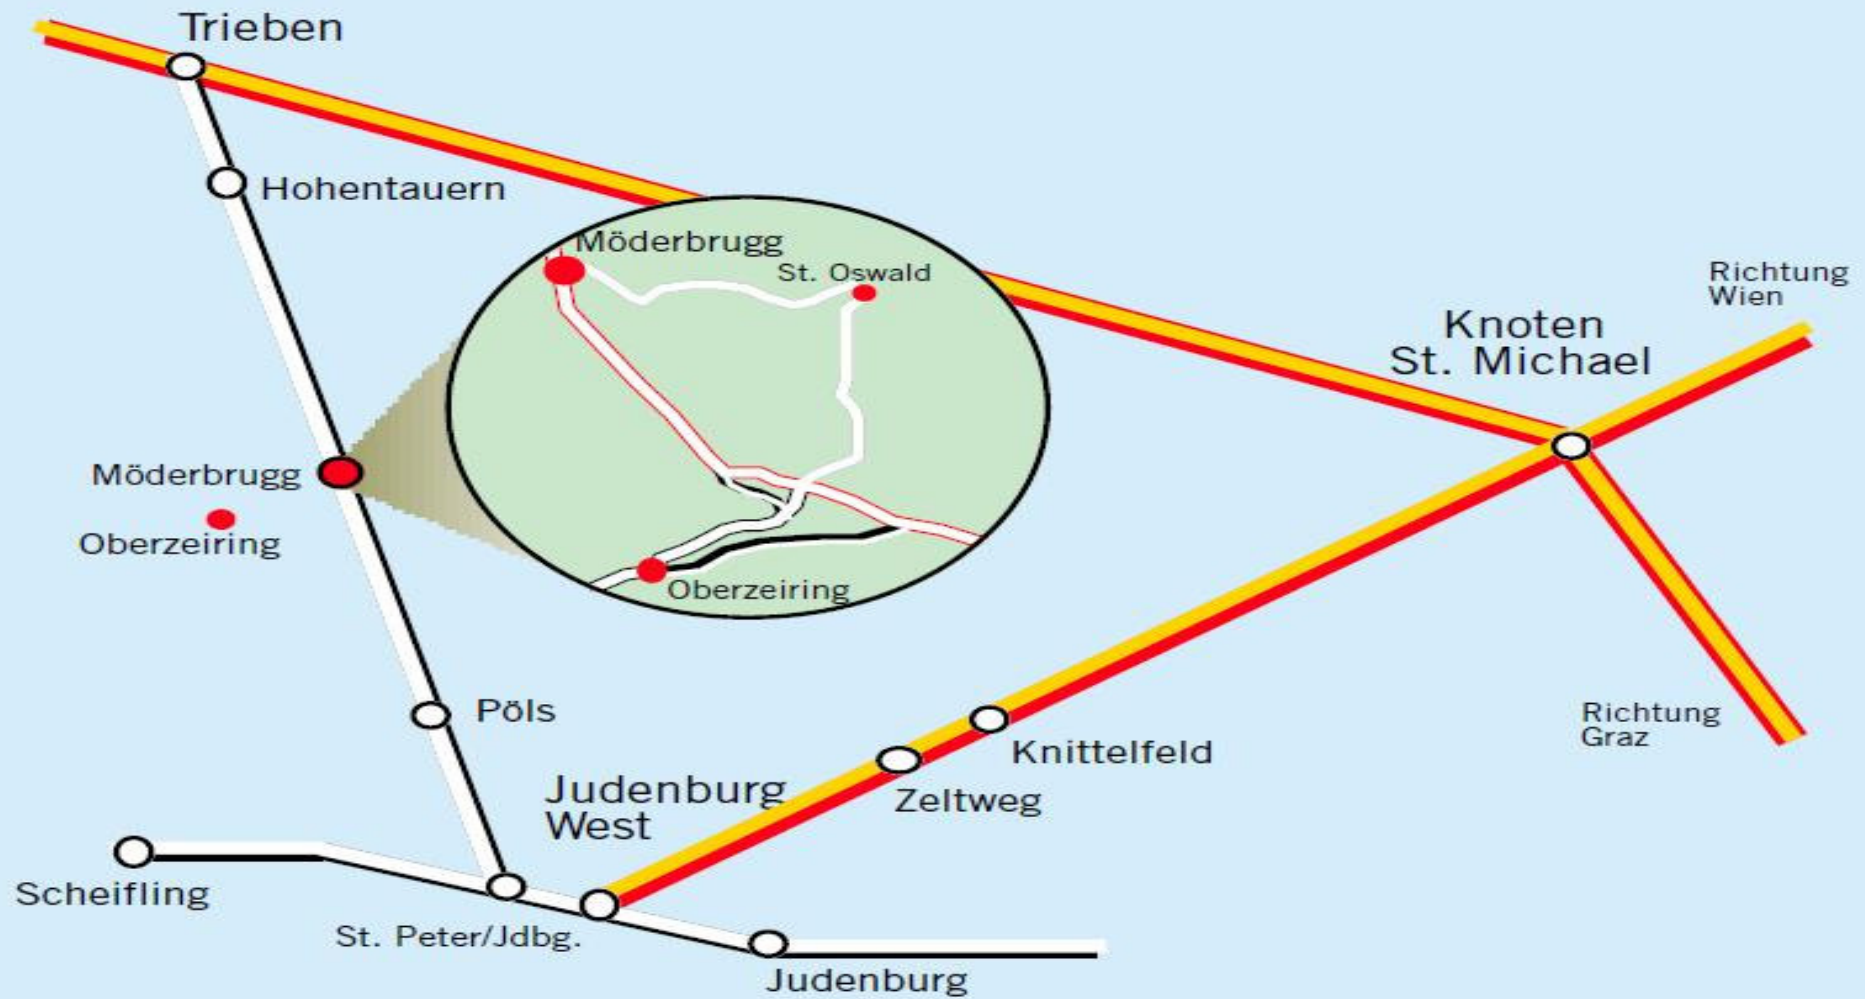 Trieben
Hohentauern
Möderbrugg
St. Oswald
Richtung
Wien
Knoten
St. Michael
Möderbrugg
Oberzeiring
Oberzeiring
Pöls
Richtung
Graz
Knittelfeld
Judenburg
West
Zeltweg
Scheifling
St. Peter/Jdbg.
Judenburg